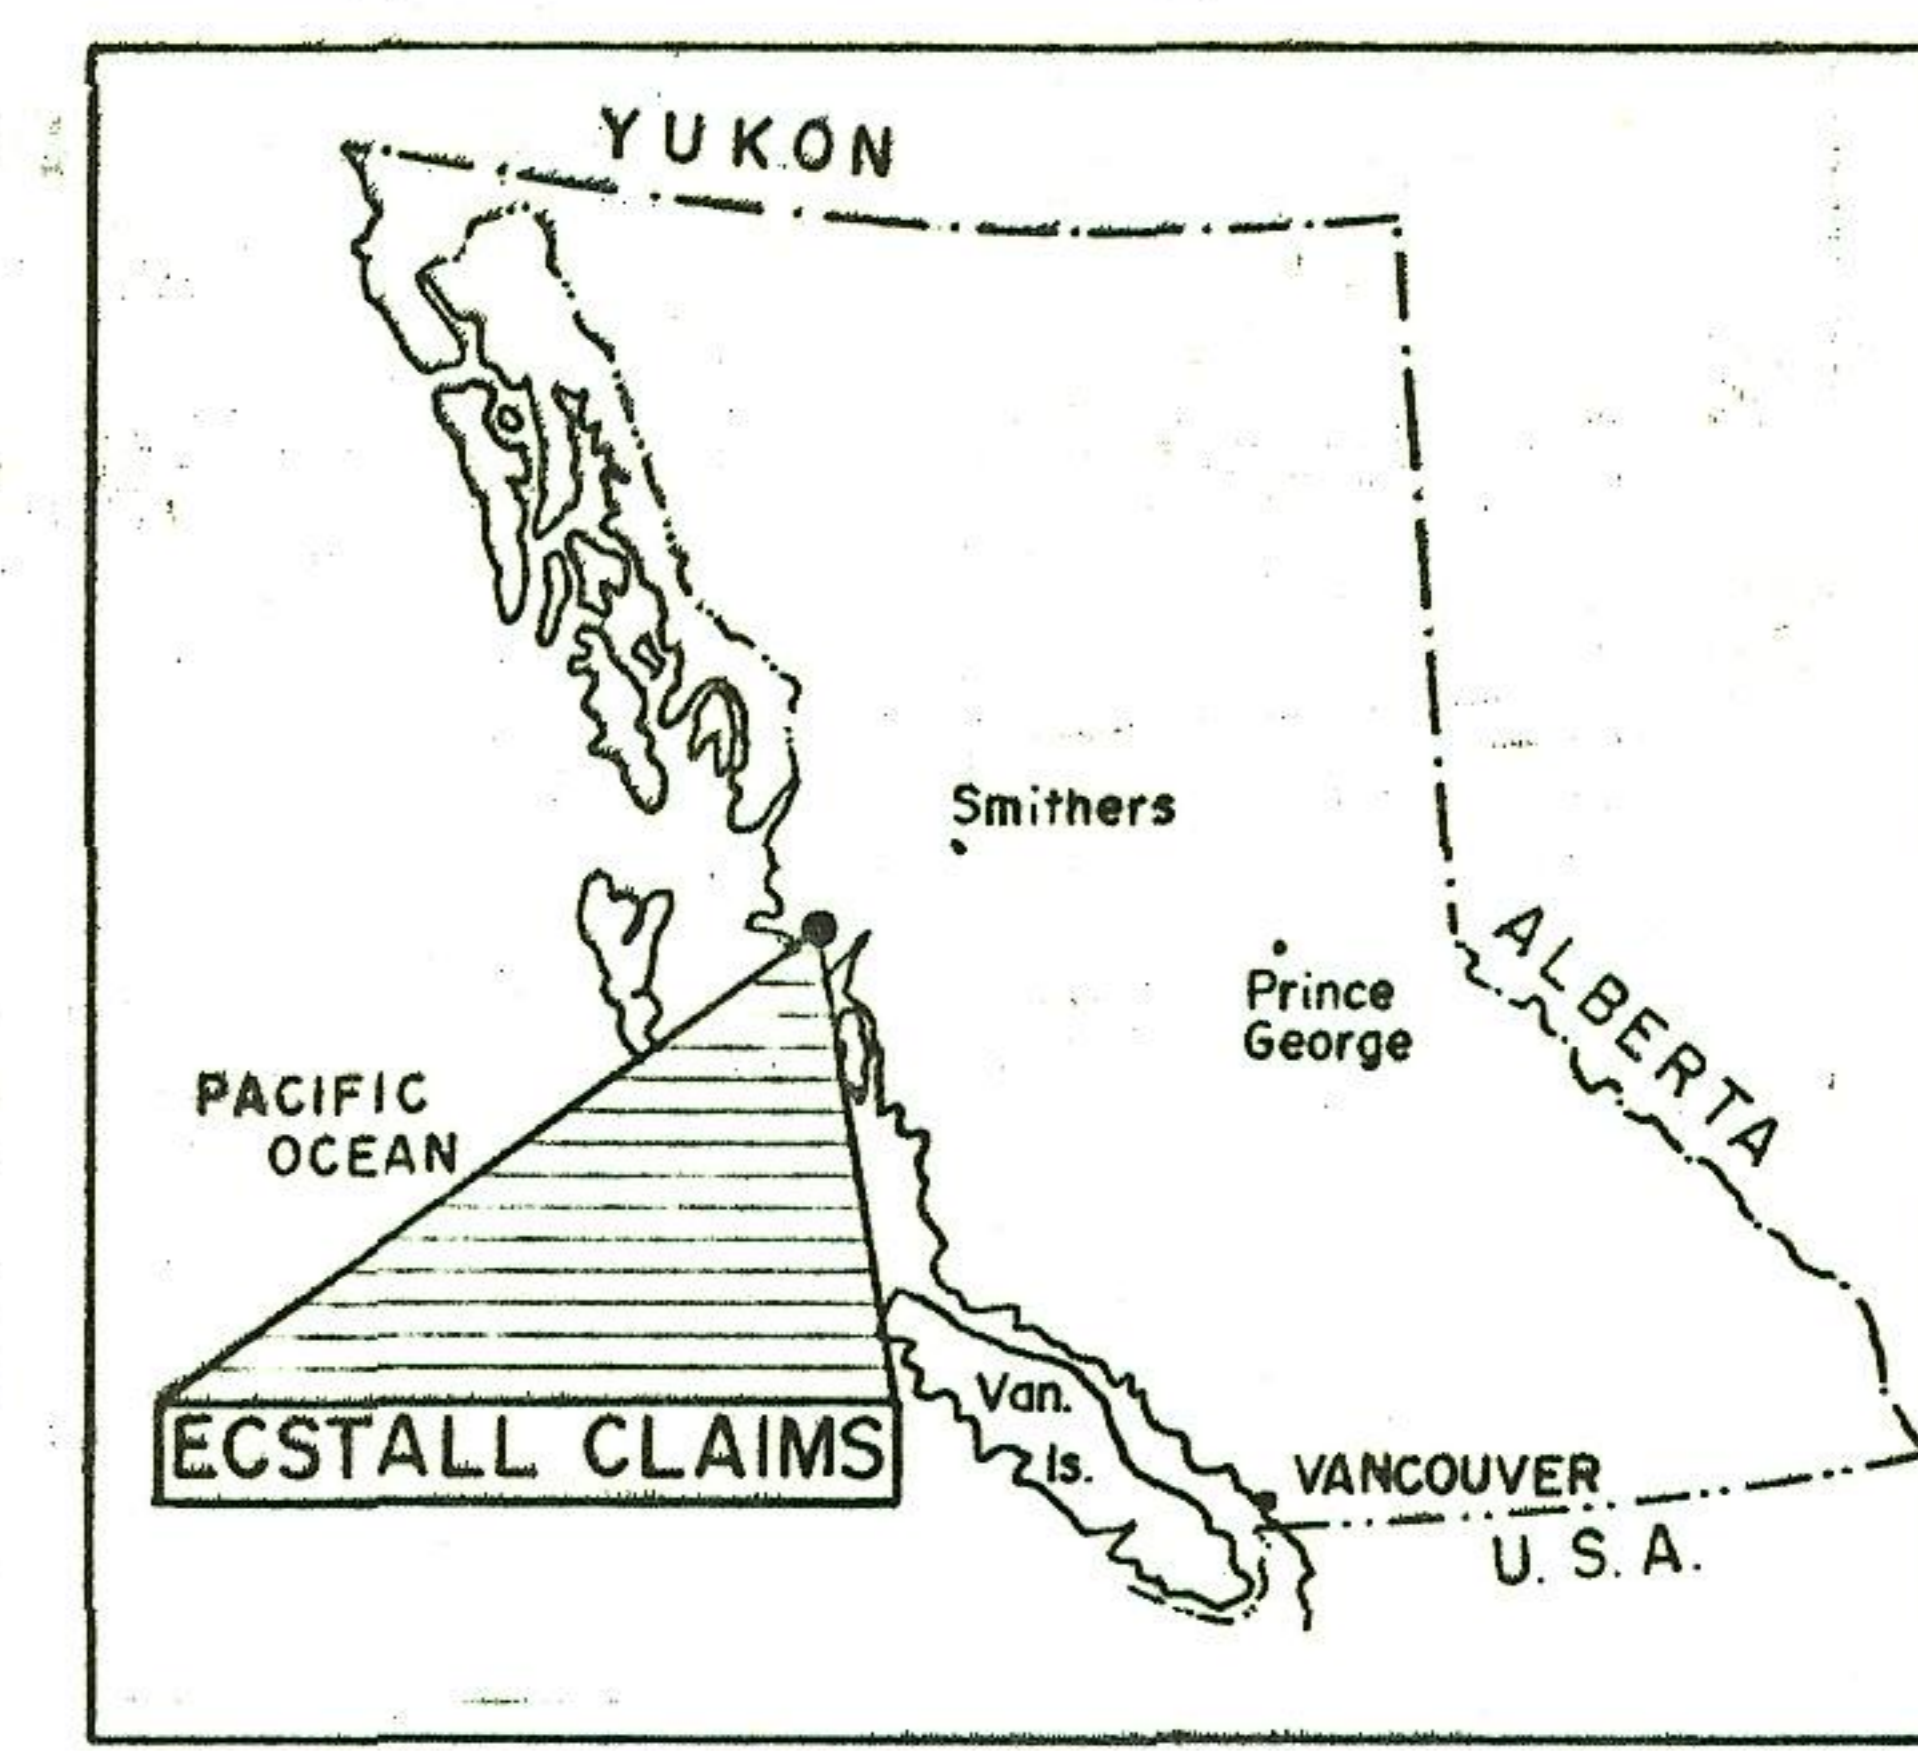 YUKON
Smithers
ALBERTA
Prince
George
PACIFIC
OCEAN
Van.
Is.
ECSTALL CLAIMS
VANCOUVER
U. S. A.